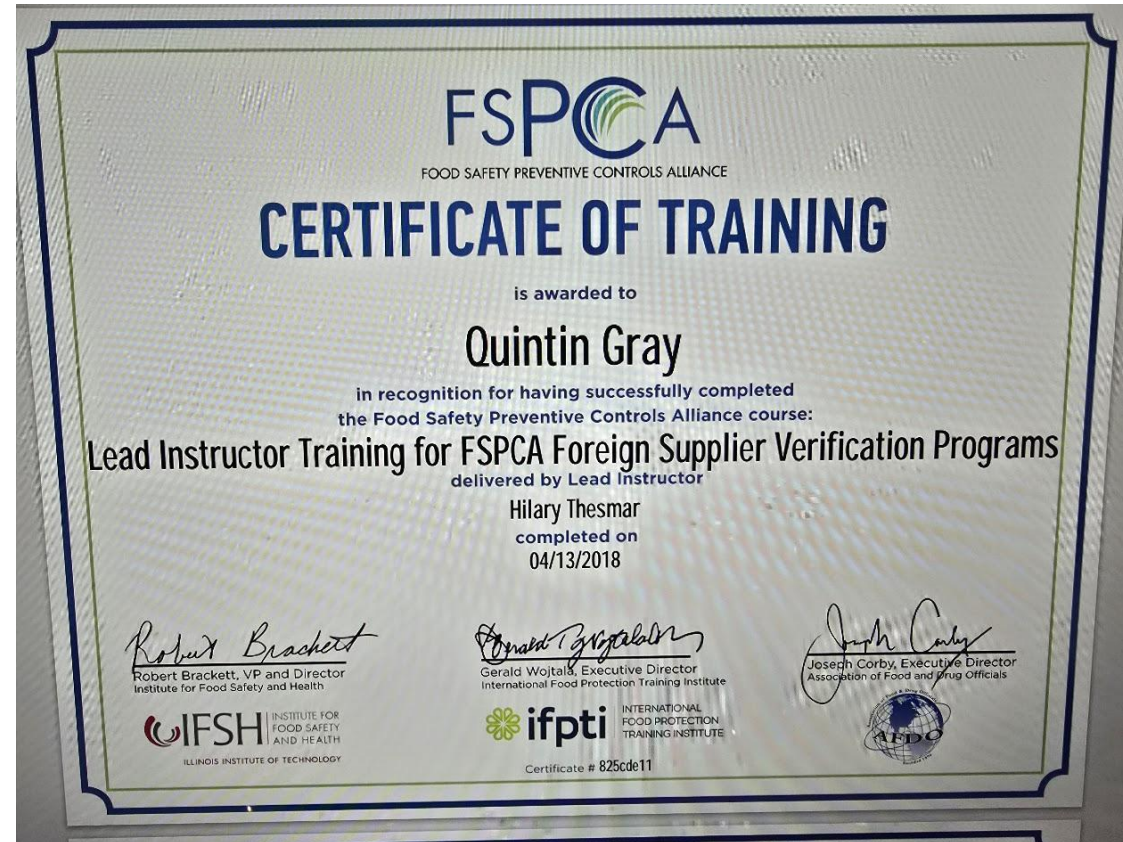 FSPCA
FOOD SAFETY PREVENTIVE CONTROLS ALLIANCE
CERTIFICATE OF TRAINING
is awarded to
Quintin Gray
in recognition for having successfully completed
the Food Safety Preventive Controls Alliance course:
Lead Instructor Training for FSPCA Foreign Supplier Verification Programs
delivered by Lead Instructor
Hilary Thesmar
completed on
04/13/2018
Robert Brackett
Robert Brackett, VP and Director
Institute for Food Safety and Health
IFSH
INSTITUTE FOR
FOOD SAFETY
AND HEALTH
ILLINOIS INSTITUTE OF TECHNOLOGY
Gerald Wojtala, Executive Director
International Food Protection Training Institute
ifpti
INTERNATIONAL
FOOD PROTECTION
TRAINING INSTITUTE
Certificate # 825cde11
Joseph Corby
Joseph Corby, Executive Director
Association of Food and Drug Officials
AFDO